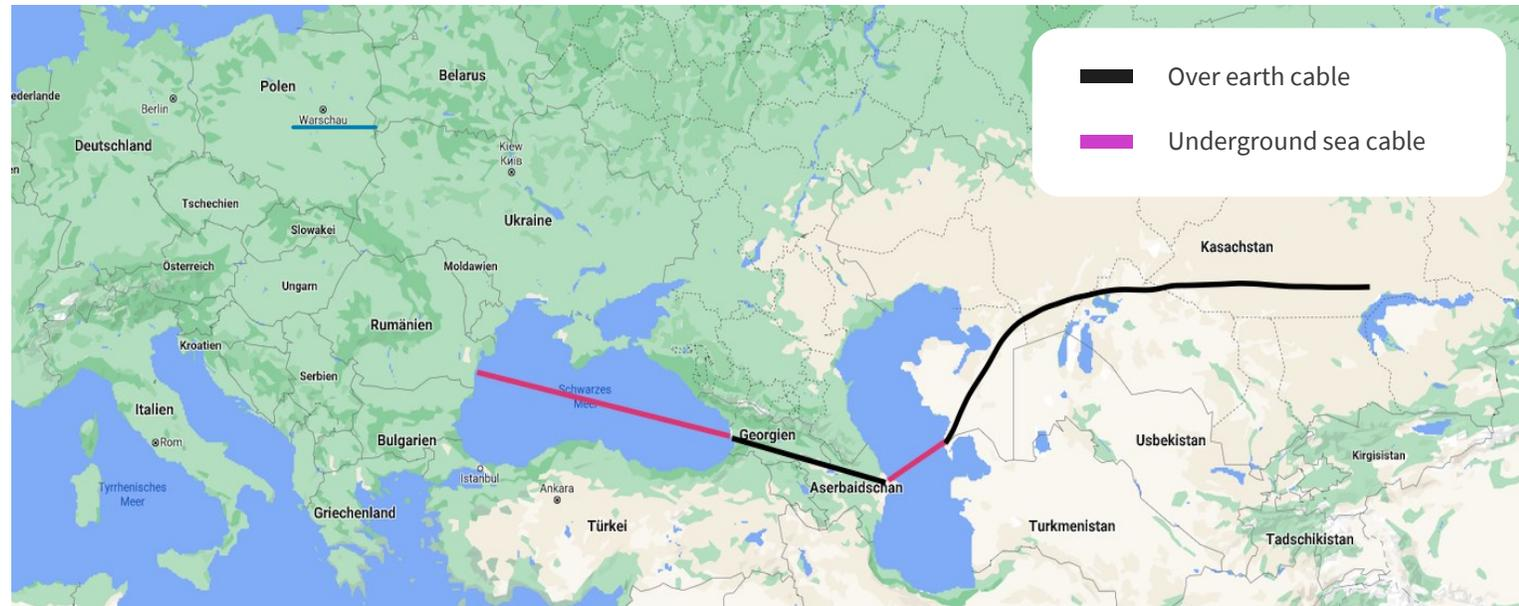 Over earth cable
Underground sea cable
ederlande
Berlin
Polen
Warschau
Belarus
Deutschland
Kiew
Київ
en
Tschechien
Ukraine
Slowakei
Kasachstan
Österreich
Moldawien
Ungarn
Rumänien
Kroatien
Serbien
Schwarzes
Meer
Italien
Rom
Bulgarien
Georgien
Usbekistan
Kirgisistan
Istanbul
Ankara
Aserbaidschan
Tyrrhenisches
Meer
Griechenland
Türkei
Turkmenistan
Tadschikistan